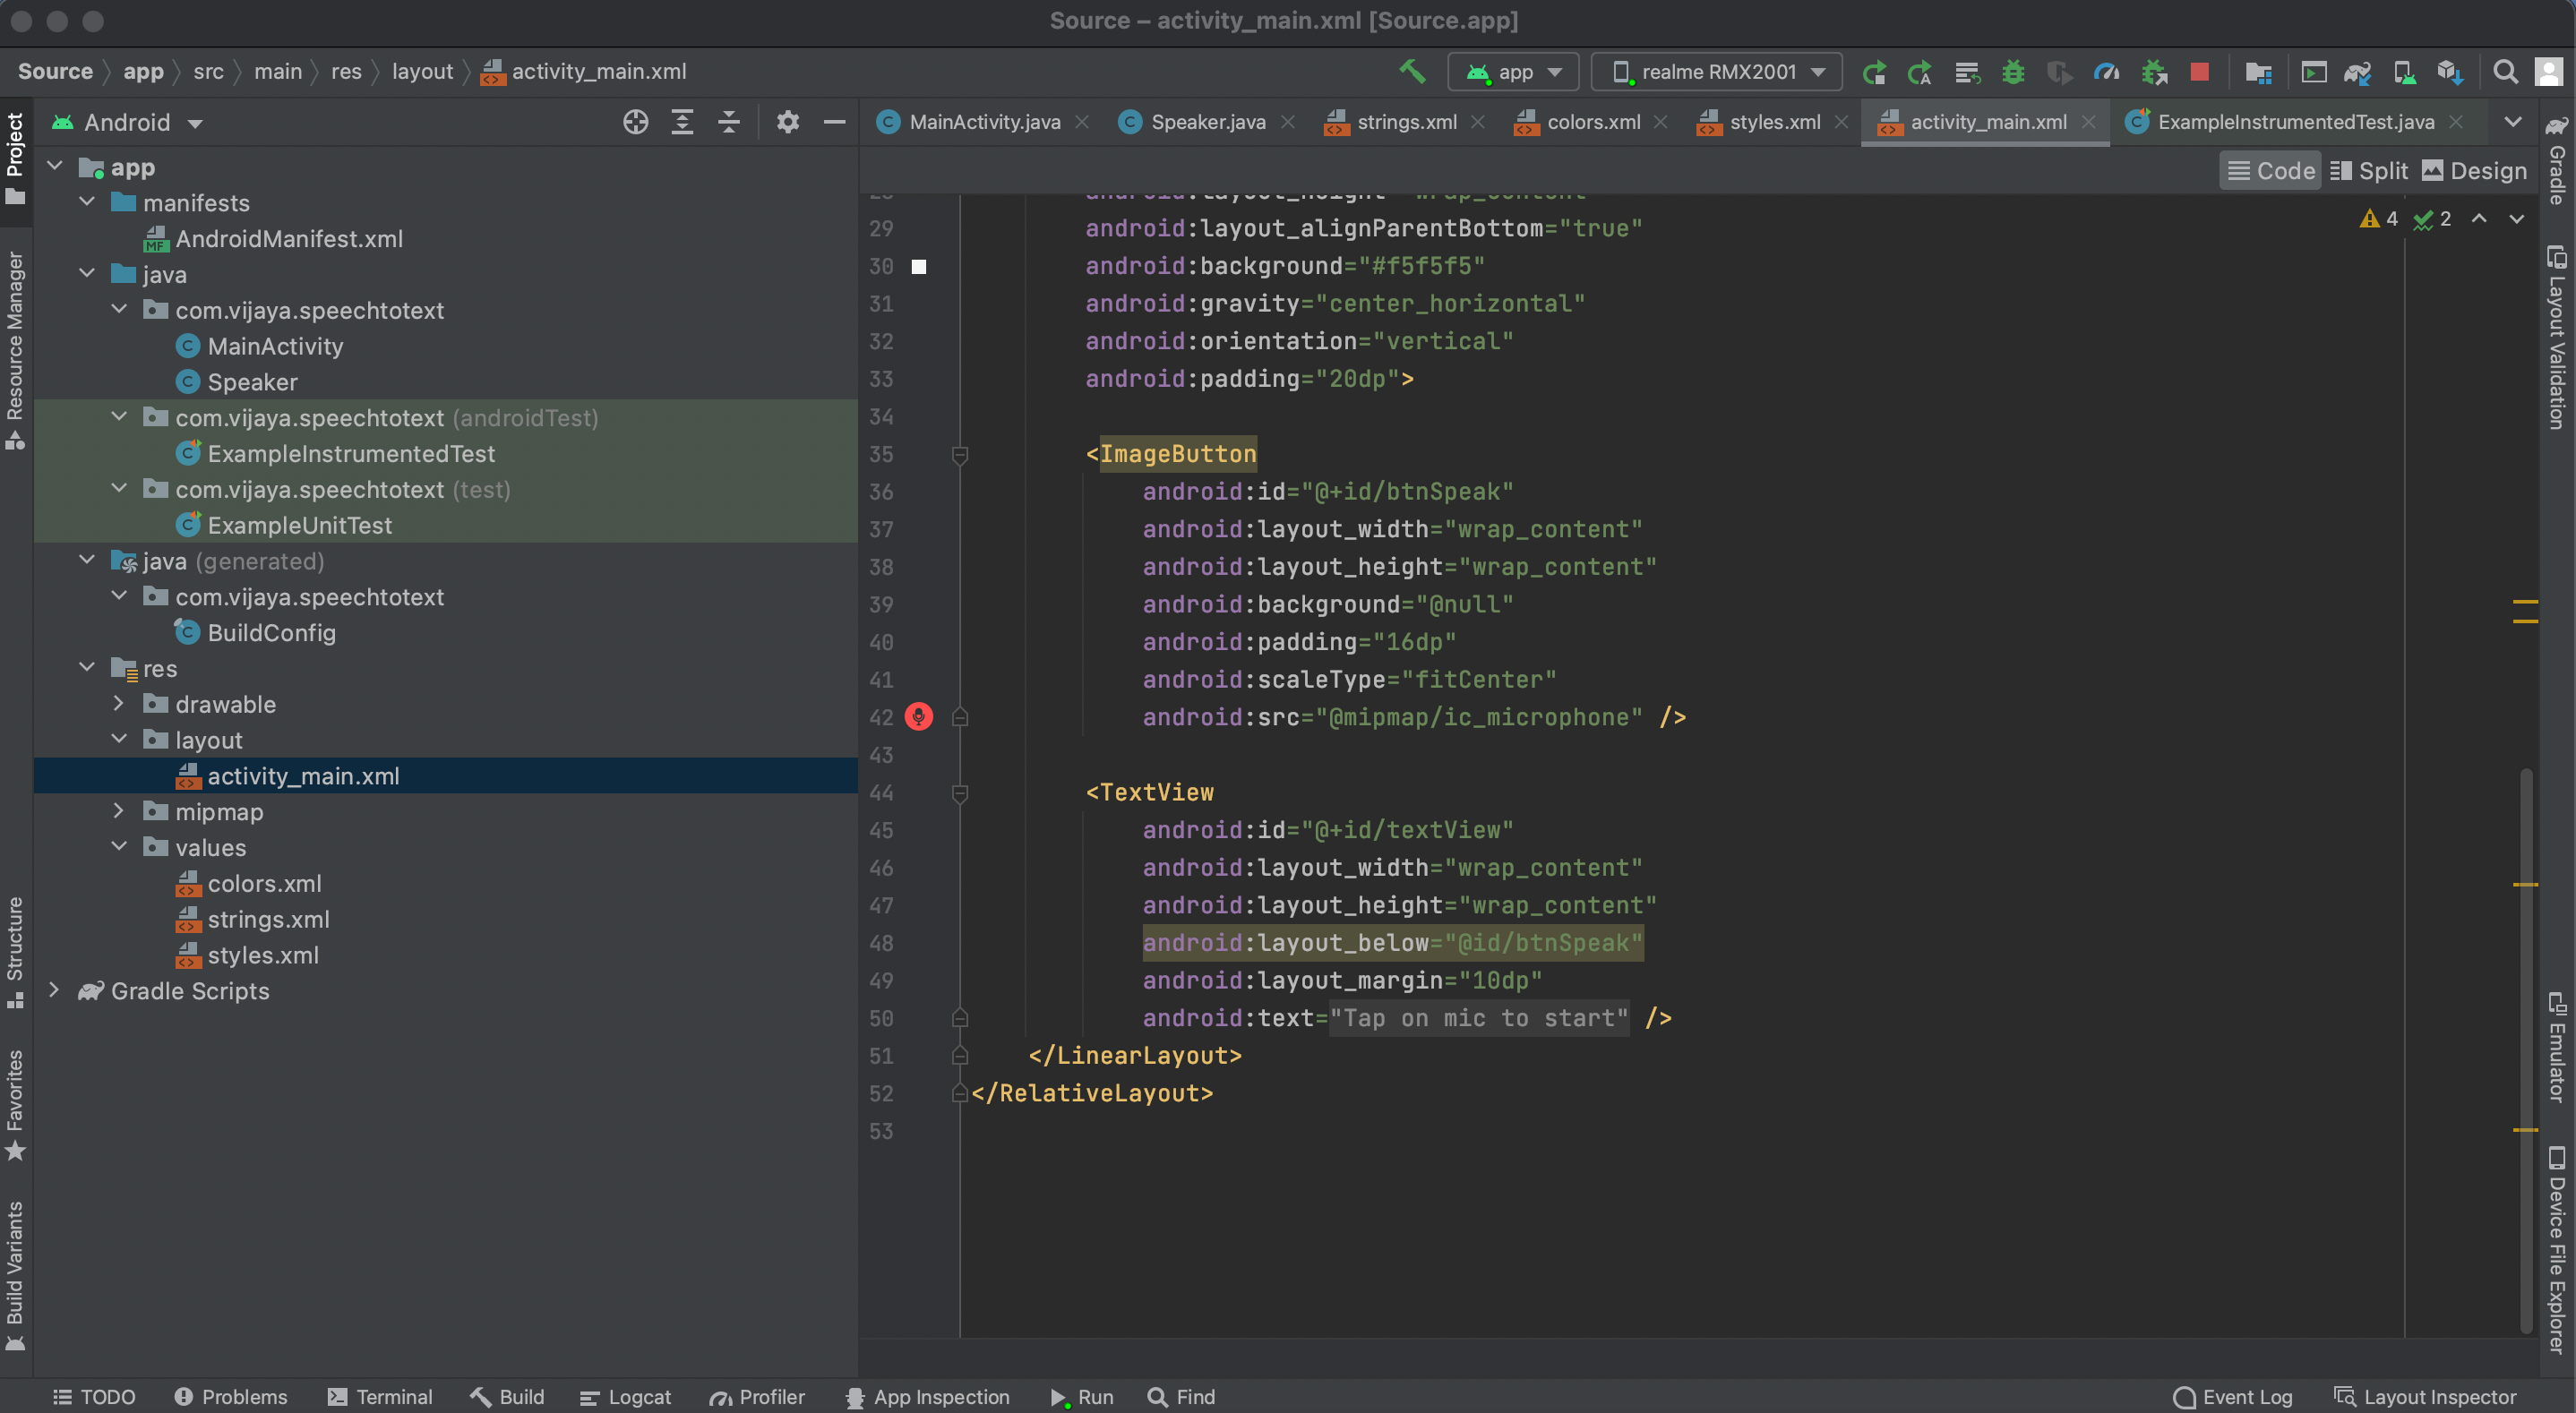 Source – activity_main.xml [Source.app]
Source app src main res layout activity_main.xml
app realme RMX2001
Project
Resource Manager
Structure
Favorites
Build Variants
Android
app
manifests
AndroidManifest.xml
java
com.vijaya.speechtotext
MainActivity
Speaker
com.vijaya.speechtotext (androidTest)
ExampleInstrumentedTest
com.vijaya.speechtotext (test)
ExampleUnitTest
java (generated)
com.vijaya.speechtotext
BuildConfig
res
drawable
layout
activity_main.xml
mipmap
values
colors.xml
strings.xml
styles.xml
Gradle Scripts
MainActivity.java Speaker.java strings.xml colors.xml styles.xml activity_main.xml ExampleInstrumentedTest.java
Code Split Design
4 2
28 android:layout_height="wrap_content"
29 android:layout_alignParentBottom="true"
30 android:background="#f5f5f5"
31 android:gravity="center_horizontal"
32 android:orientation="vertical"
33 android:padding="20dp">
34
35 <ImageButton
36 android:id="@+id/btnSpeak"
37 android:layout_width="wrap_content"
38 android:layout_height="wrap_content"
39 android:background="@null"
40 android:padding="16dp"
41 android:scaleType="fitCenter"
42 android:src="@mipmap/ic_microphone" />
43
44 <TextView
45 android:id="@+id/textView"
46 android:layout_width="wrap_content"
47 android:layout_height="wrap_content"
48 android:layout_below="@id/btnSpeak"
49 android:layout_margin="10dp"
50 android:text="Tap on mic to start" />
51 </LinearLayout>
52 </RelativeLayout>
53
Gradle
Layout Validation
Emulator
Device File Explorer
TODO Problems Terminal Build Logcat Profiler App Inspection Run Find Event Log Layout Inspector